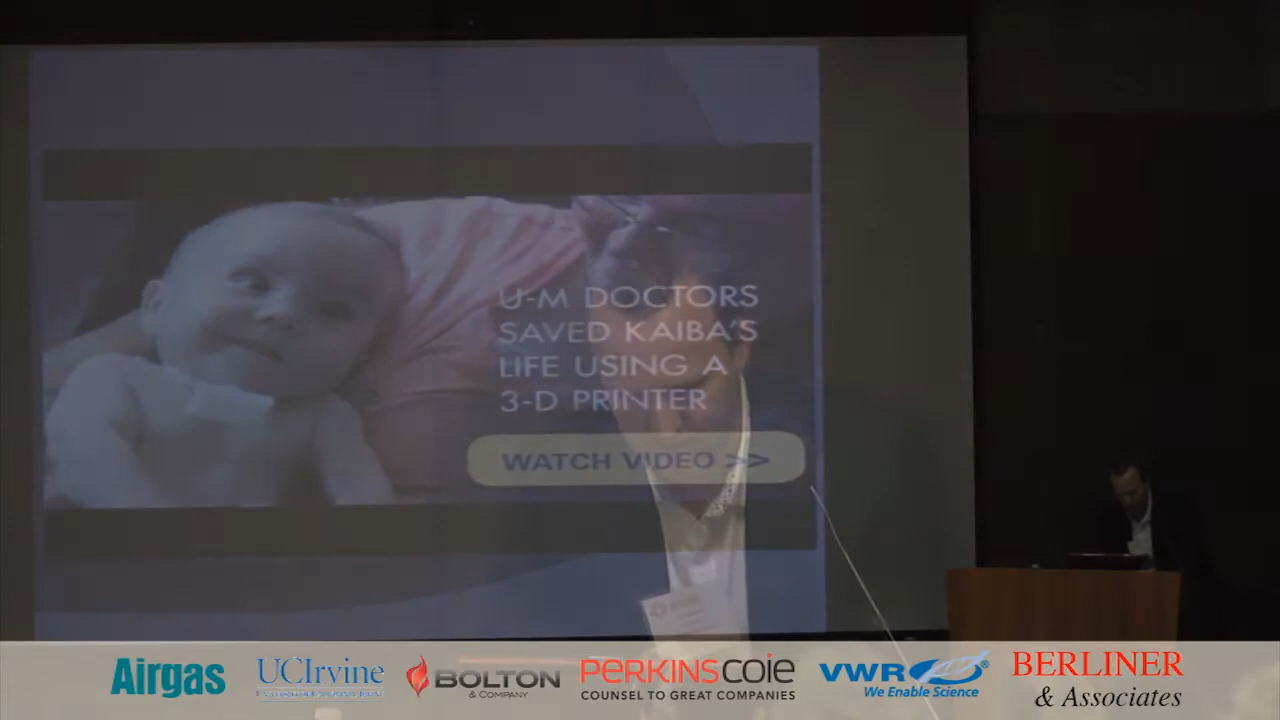 U-M DOCTORS
SAVED KAIBA'S
LIFE USING A
3-D PRINTER
WATCH VIDEO >>
Airgas
UCIrvine
BOLTON
& COMPANY
PERKINSCOIE
COUNSEL TO GREAT COMPANIES
VWR
We Enable Science
BERLINER
& Associates